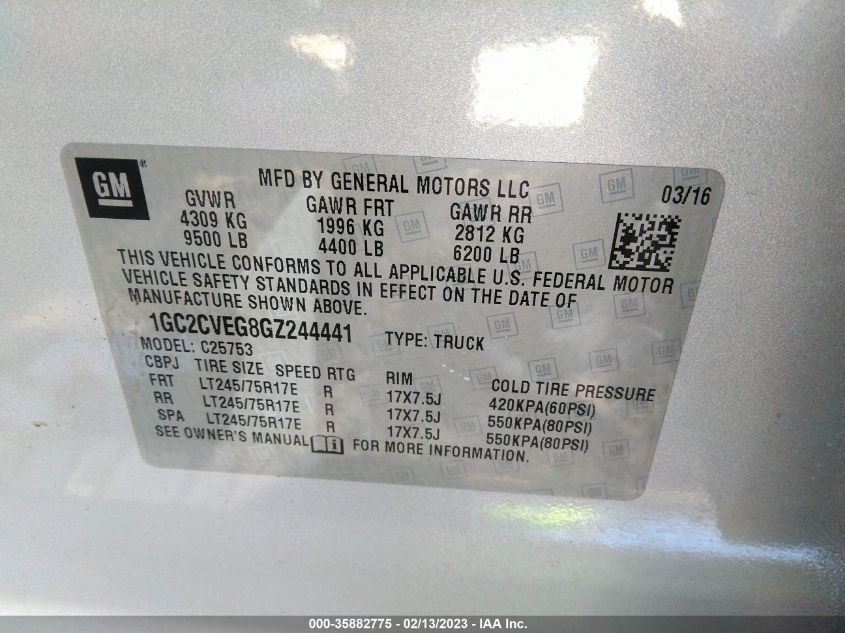 GM®
MFD BY GENERAL MOTORS LLC 03/16
GVWR GAWR FRT GAWR RR
4309 KG 1996 KG 2812 KG
9500 LB 4400 LB 6200 LB
THIS VEHICLE CONFORMS TO ALL APPLICABLE U.S. FEDERAL MOTOR
VEHICLE SAFETY STANDARDS IN EFFECT ON THE DATE OF
MANUFACTURE SHOWN ABOVE.
1GC2CVEG8GZ244441 TYPE: TRUCK
MODEL: C25753
CBPJ TIRE SIZE SPEED RTG RIM COLD TIRE PRESSURE
FRT LT245/75R17E R 17X7.5J 420KPA(60PSI)
RR LT245/75R17E R 17X7.5J 550KPA(80PSI)
SPA LT245/75R17E R 17X7.5J 550KPA(80PSI)
SEE OWNER'S MANUAL FOR MORE INFORMATION.
000-35882775 - 02/13/2023 - IAA Inc.